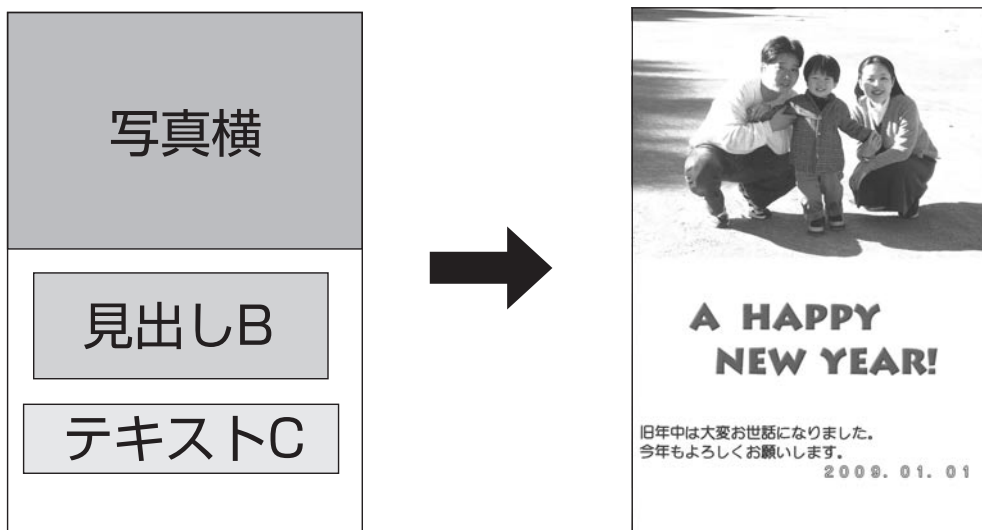 写真横
見出しB
テキストC
A HAPPY
NEW YEAR!
旧年中は大変お世話になりました。
今年もよろしくお願いします。
2009.01.01